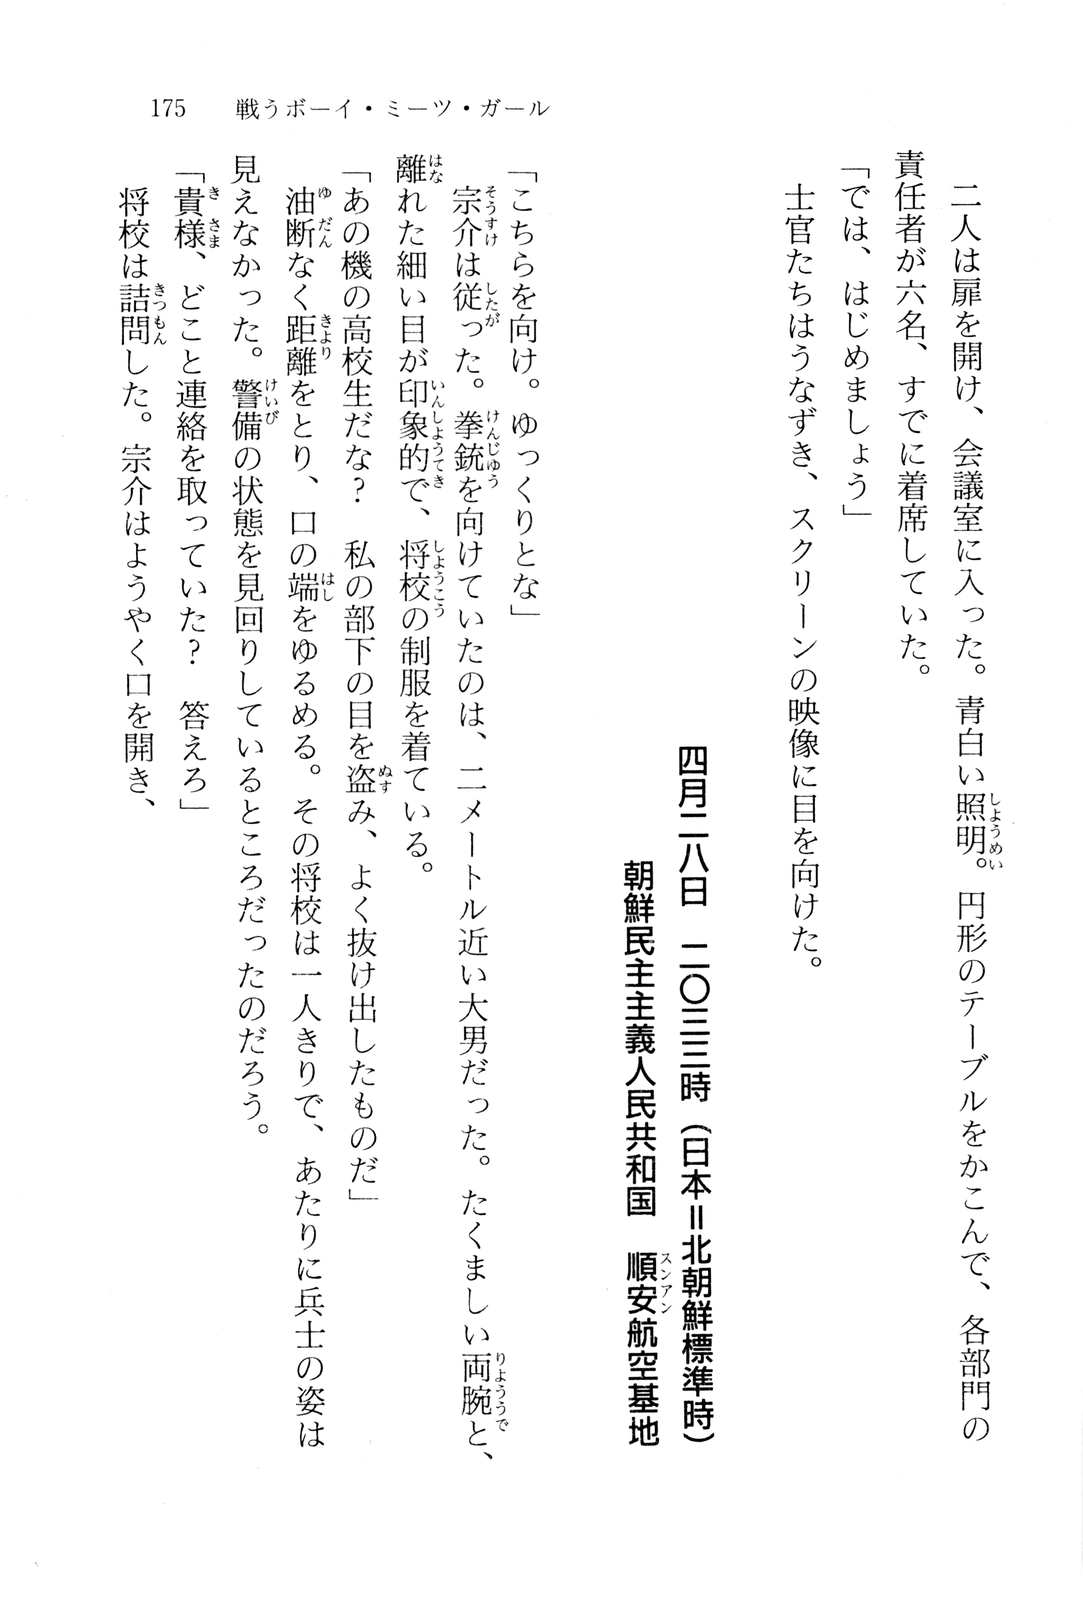 175　戦うボーイ・ミーツ・ガール
　二人は扉を開け、会議室に入った。青白い照明。円形のテーブルをかこんで、各部門の
責任者が六名、すでに着席していた。
「では、はじめましょう」
　士官たちはうなずき、スクリーンの映像に目を向けた。
四月二八日　二〇三三時（日本＝北朝鮮標準時）
朝鮮民主主義人民共和国　順安航空基地
「こちらを向け。ゆっくりとな」
　宗介は従った。拳銃を向けていたのは、二メートル近い大男だった。たくましい両腕と、
離れた細い目が印象的で、将校の制服を着ている。
「あの機の高校生だな？　私の部下の目を盗み、よく抜け出したものだ」
　油断なく距離をとり、口の端をゆるめる。その将校は一人きりで、あたりに兵士の姿は
見えなかった。警備の状態を見回りしているところだったのだろう。
「貴様、どこと連絡を取っていた？　答えろ」
　将校は詰問した。宗介はようやく口を開き、